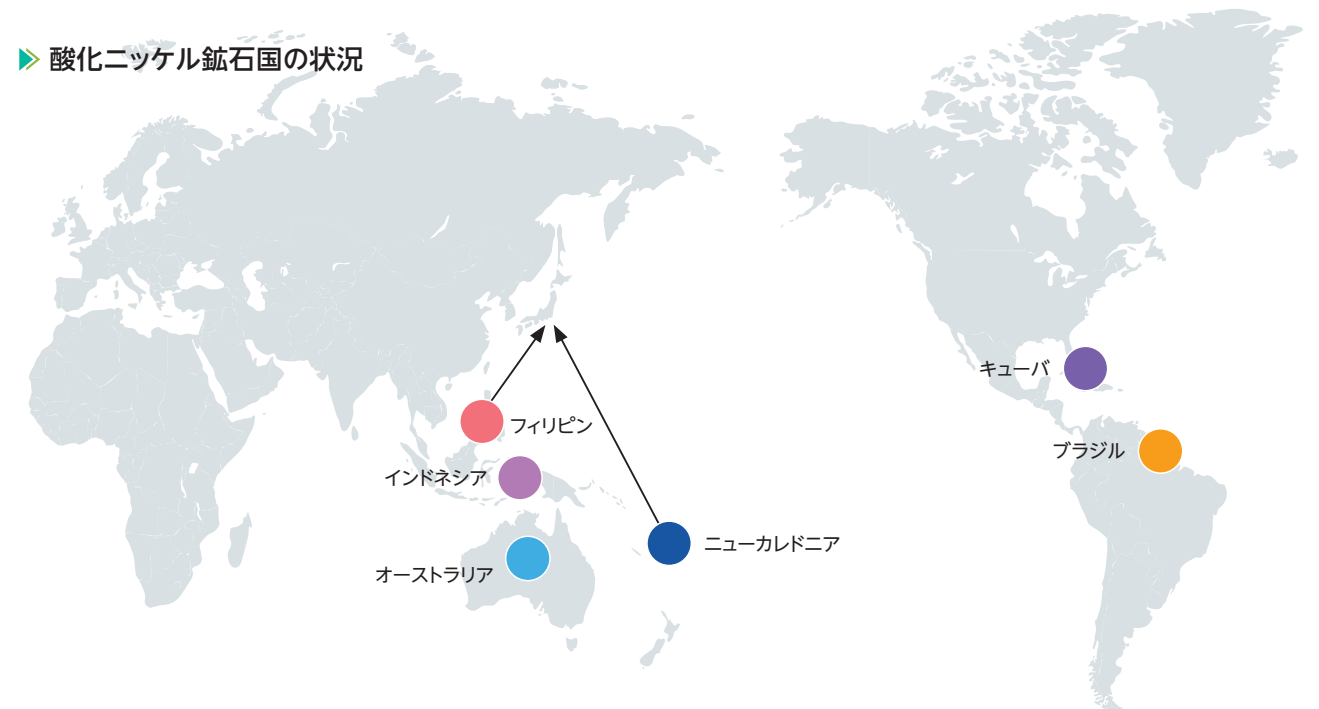 酸化ニッケル鉱石国の状況
キューバ
フィリピン
ブラジル
インドネシア
ニューカレドニア
オーストラリア